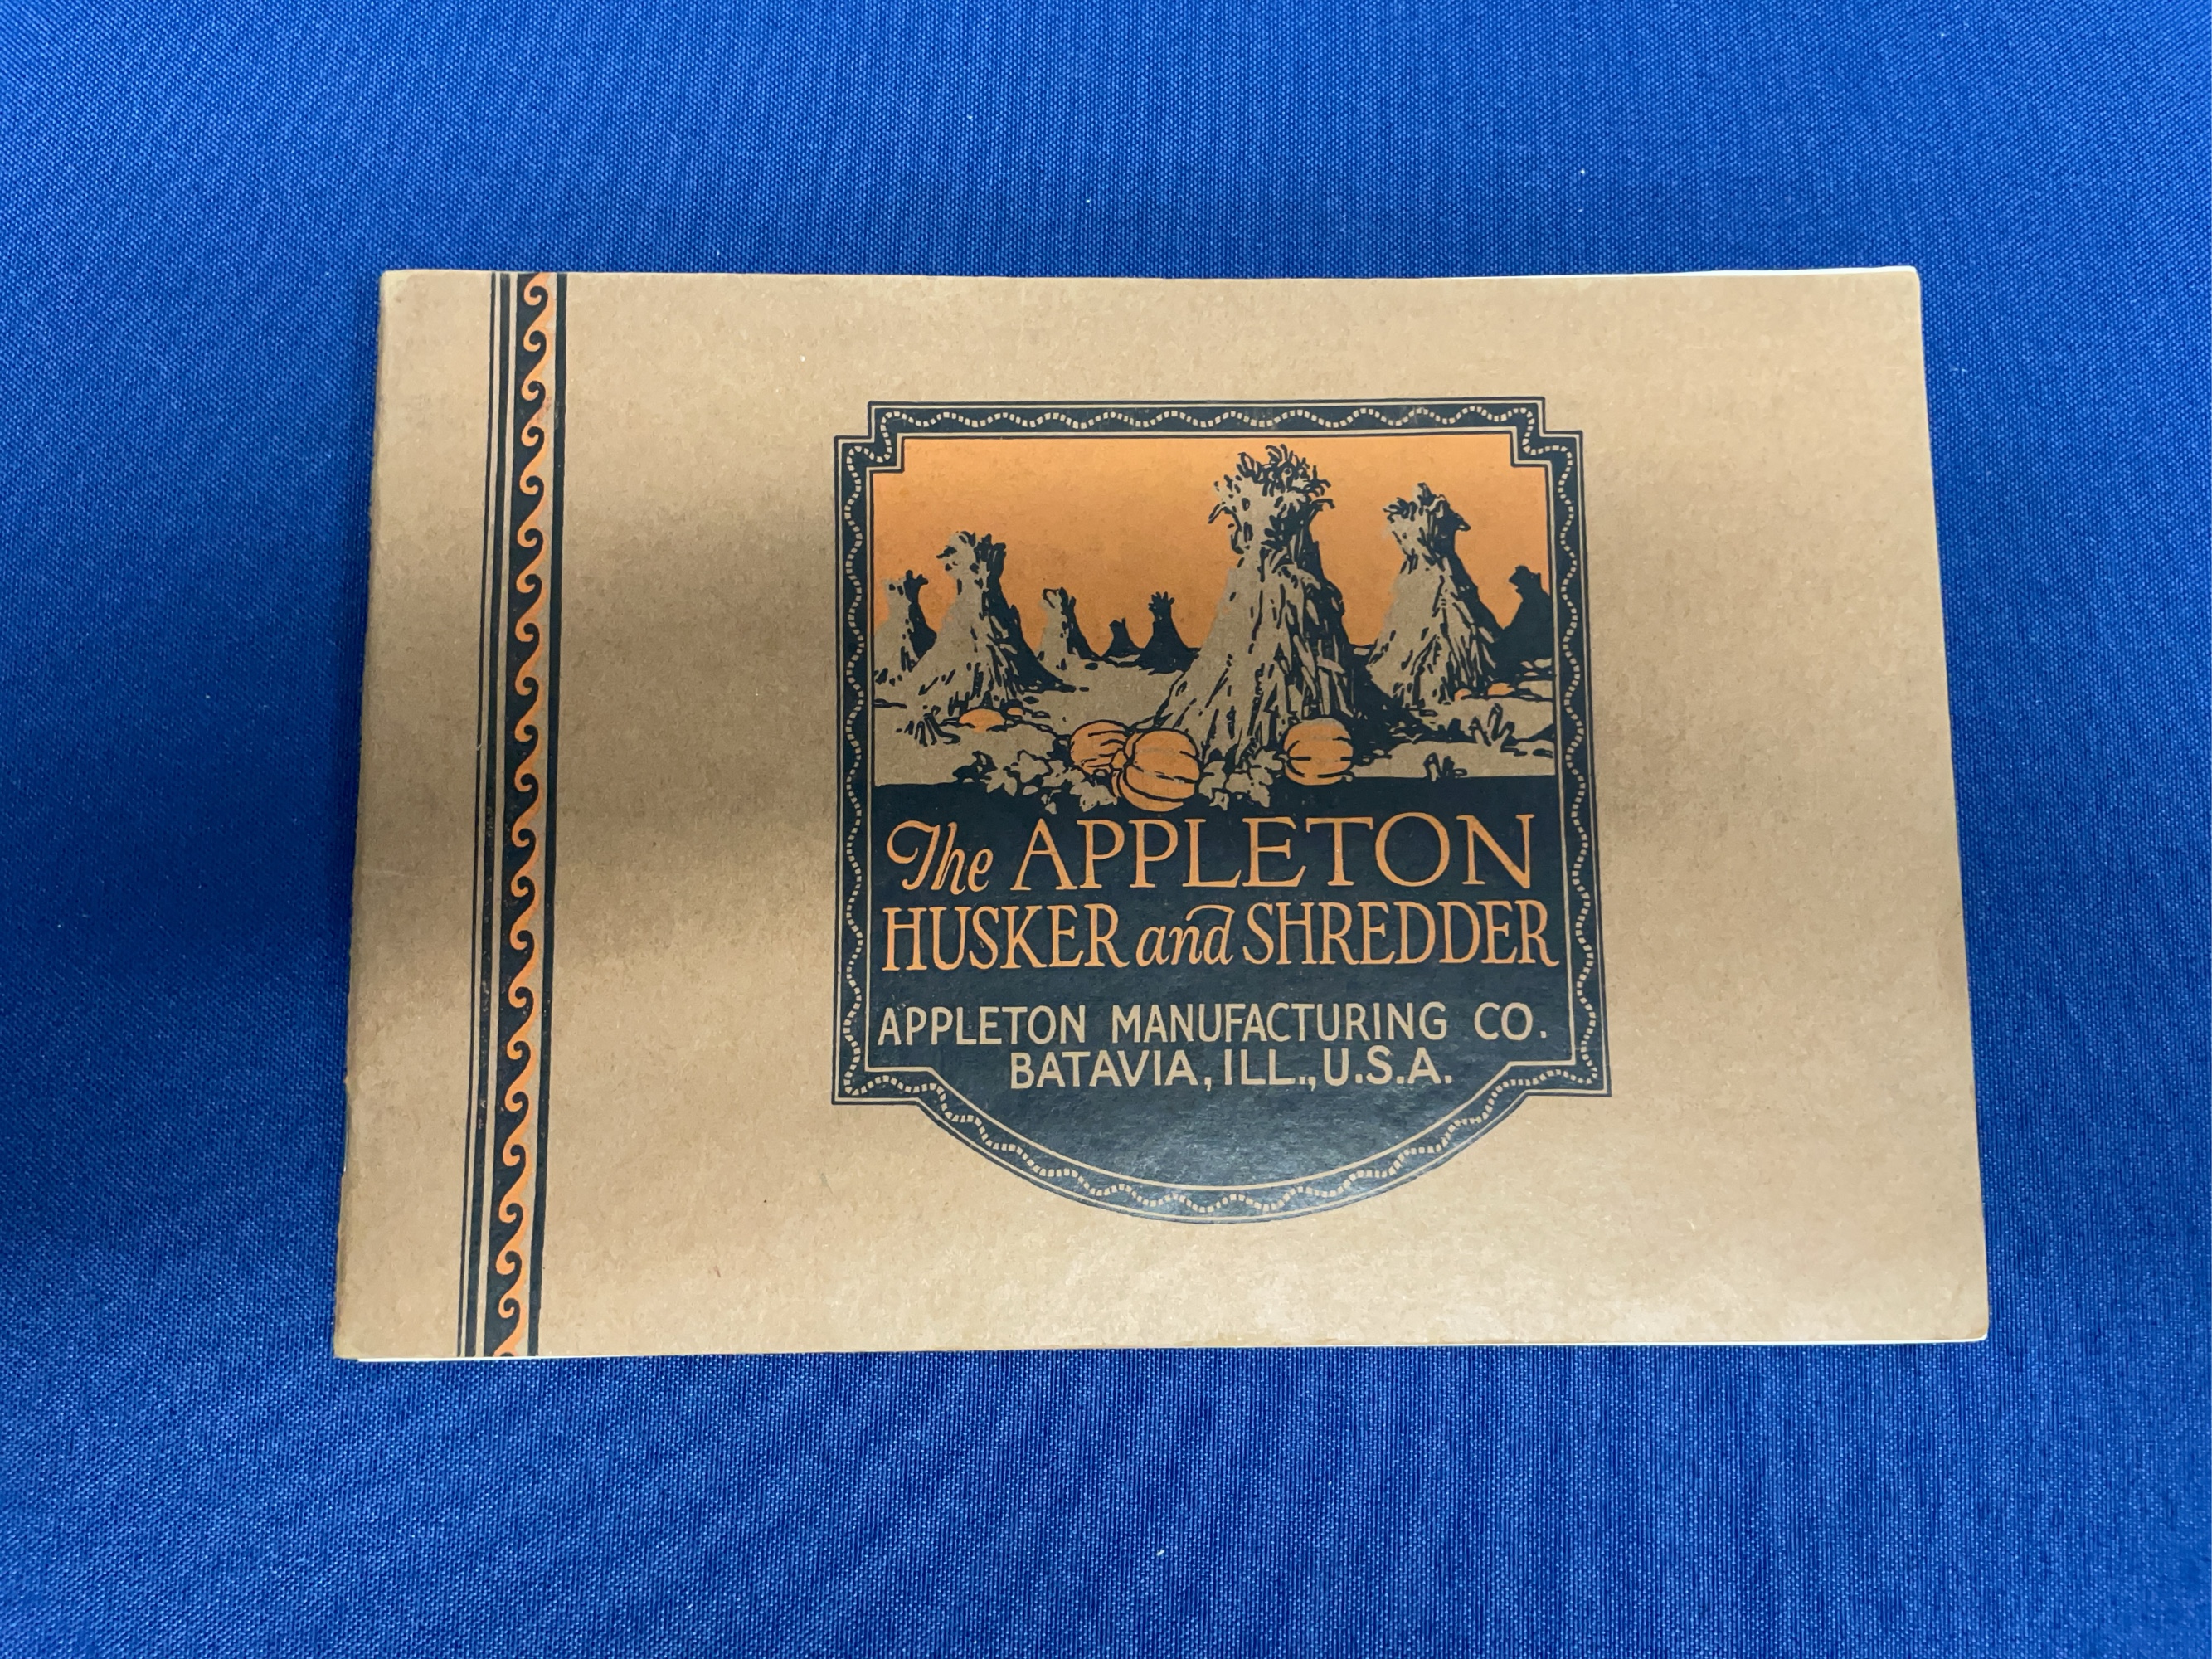 The APPLETON
HUSKER and SHREDDER
APPLETON MANUFACTURING CO.
BATAVIA, ILL., U.S.A.